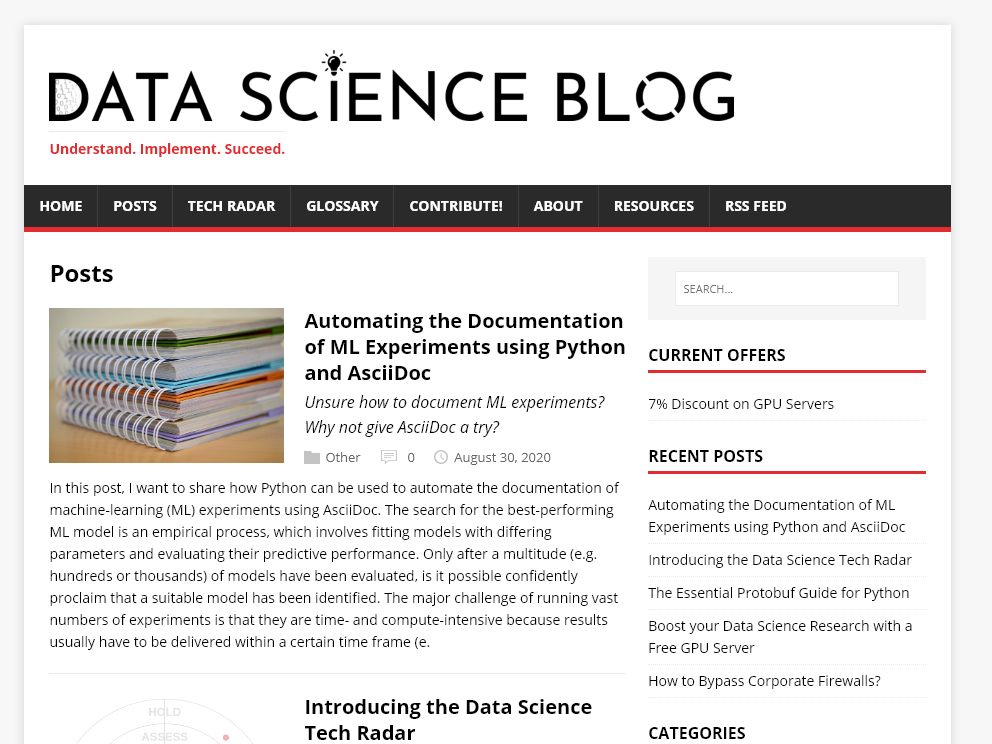 DATA SCIENCE BLOG
Understand. Implement. Succeed.
HOME POSTS TECH RADAR GLOSSARY CONTRIBUTE! ABOUT RESOURCES RSS FEED
Posts
Automating the Documentation
of ML Experiments using Python
and AsciiDoc
Unsure how to document ML experiments?
Why not give AsciiDoc a try?
Other 0 August 30, 2020
In this post, I want to share how Python can be used to automate the documentation of
machine-learning (ML) experiments using AsciiDoc. The search for the best-performing
ML model is an empirical process, which involves fitting models with differing
parameters and evaluating their predictive performance. Only after a multitude (e.g.
hundreds or thousands) of models have been evaluated, is it possible confidently
proclaim that a suitable model has been identified. The major challenge of running vast
numbers of experiments is that they are time- and compute-intensive because results
usually have to be delivered within a certain time frame (e.
HOLD
ASSESS
Introducing the Data Science
Tech Radar
SEARCH...
CURRENT OFFERS
7% Discount on GPU Servers
RECENT POSTS
Automating the Documentation of ML
Experiments using Python and AsciiDoc
Introducing the Data Science Tech Radar
The Essential Protobuf Guide for Python
Boost your Data Science Research with a
Free GPU Server
How to Bypass Corporate Firewalls?
CATEGORIES